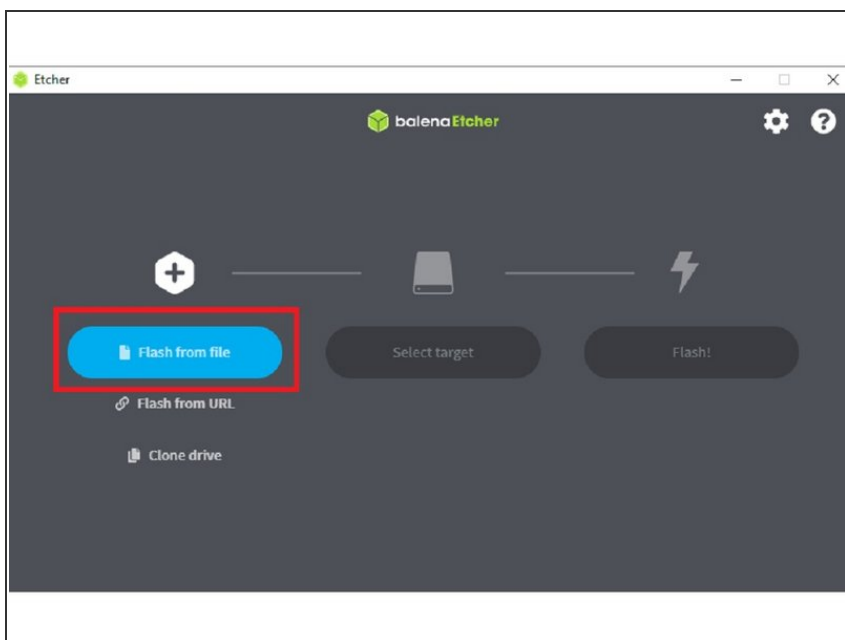 Etcher
balenaEtcher
Flash from file
Select target
Flash!
Flash from URL
Clone drive